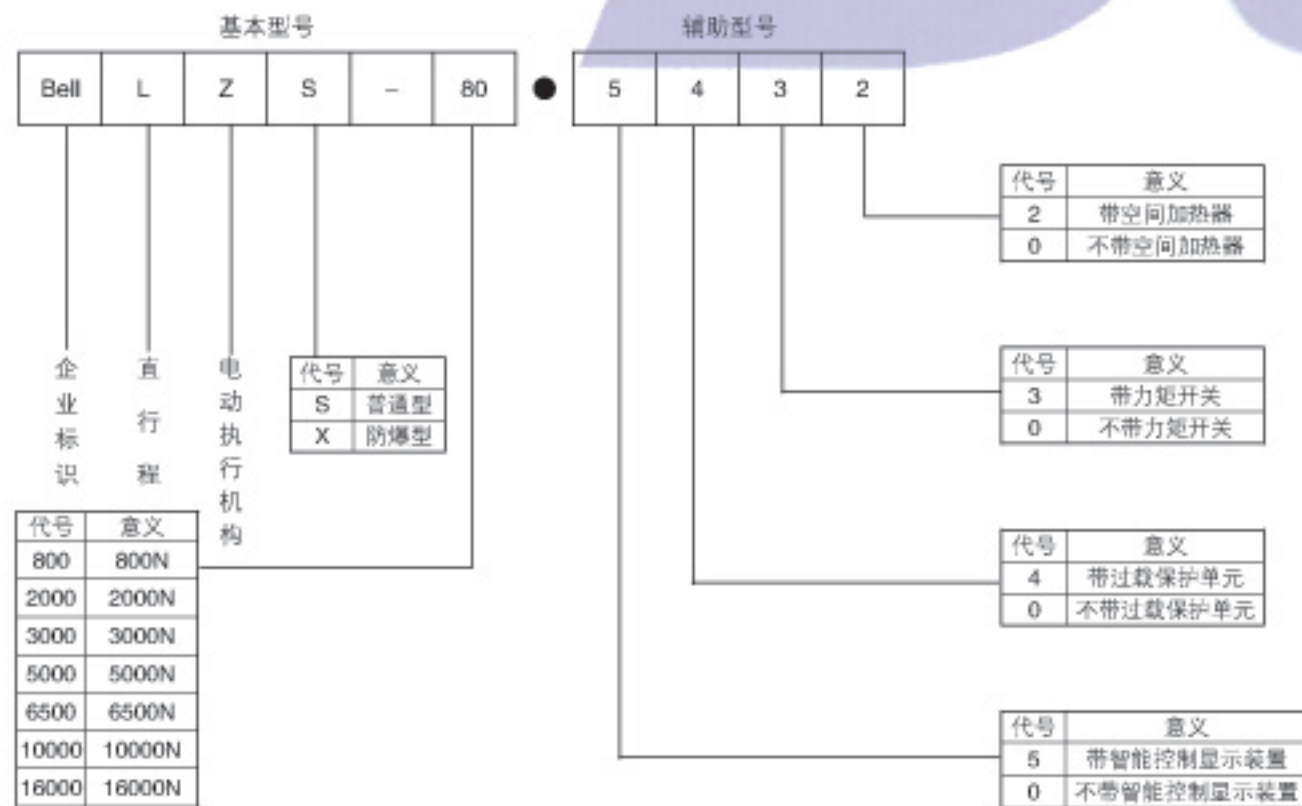 基本型号
辅助型号
Bell L Z S – 80 ● 5 4 3 2
代号 意义
2 带空间加热器
0 不带空间加热器
代号 意义
3 带力矩开关
0 不带力矩开关
代号 意义
4 带过载保护单元
0 不带过载保护单元
代号 意义
5 带智能控制显示装置
0 不带智能控制显示装置
企业标识
直行程
电动执行机构
代号 意义
S 普通型
X 防爆型
代号 意义
800 800N
2000 2000N
3000 3000N
5000 5000N
6500 6500N
10000 10000N
16000 16000N